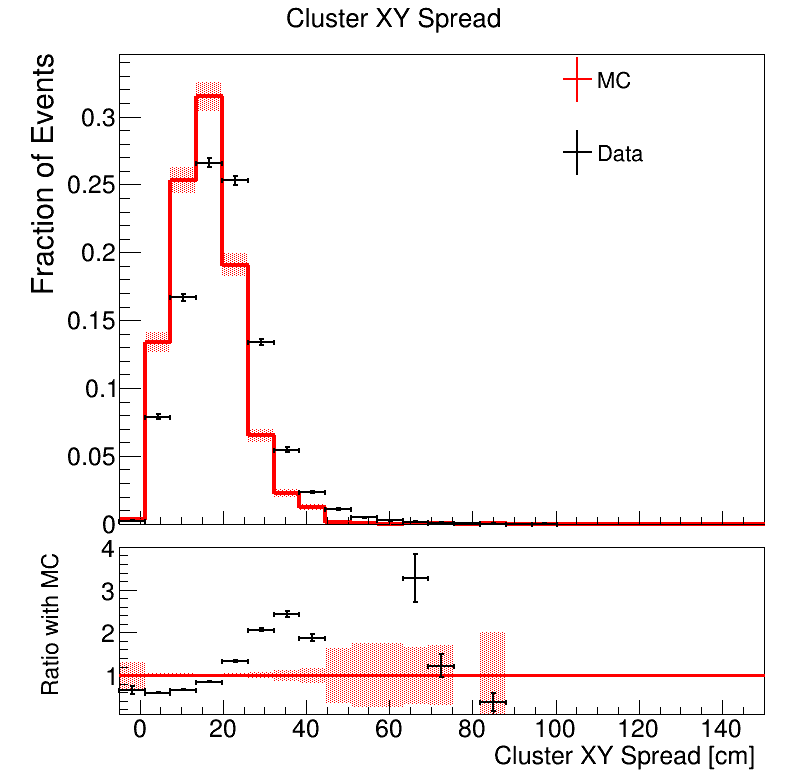 Cluster XY Spread
Fraction of Events
MC
Data
0.3
0.25
0.2
0.15
0.1
0.05
0
Ratio with MC
4
3
2
1
0 20 40 60 80 100 120 140
Cluster XY Spread [cm]